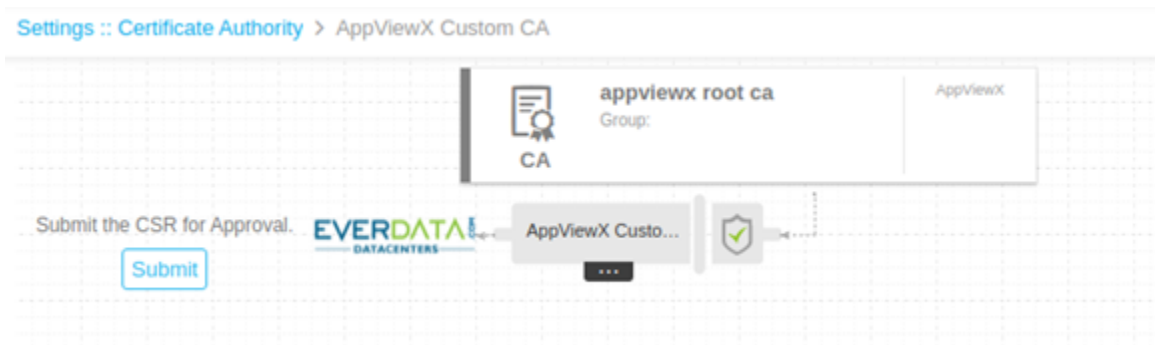 Settings :: Certificate Authority > AppViewX Custom CA
appviewx root ca
AppViewX
Group:
CA
Submit the CSR for Approval.
EVERDATA.COM
DATACENTERS
AppViewX Custo...
Submit
...